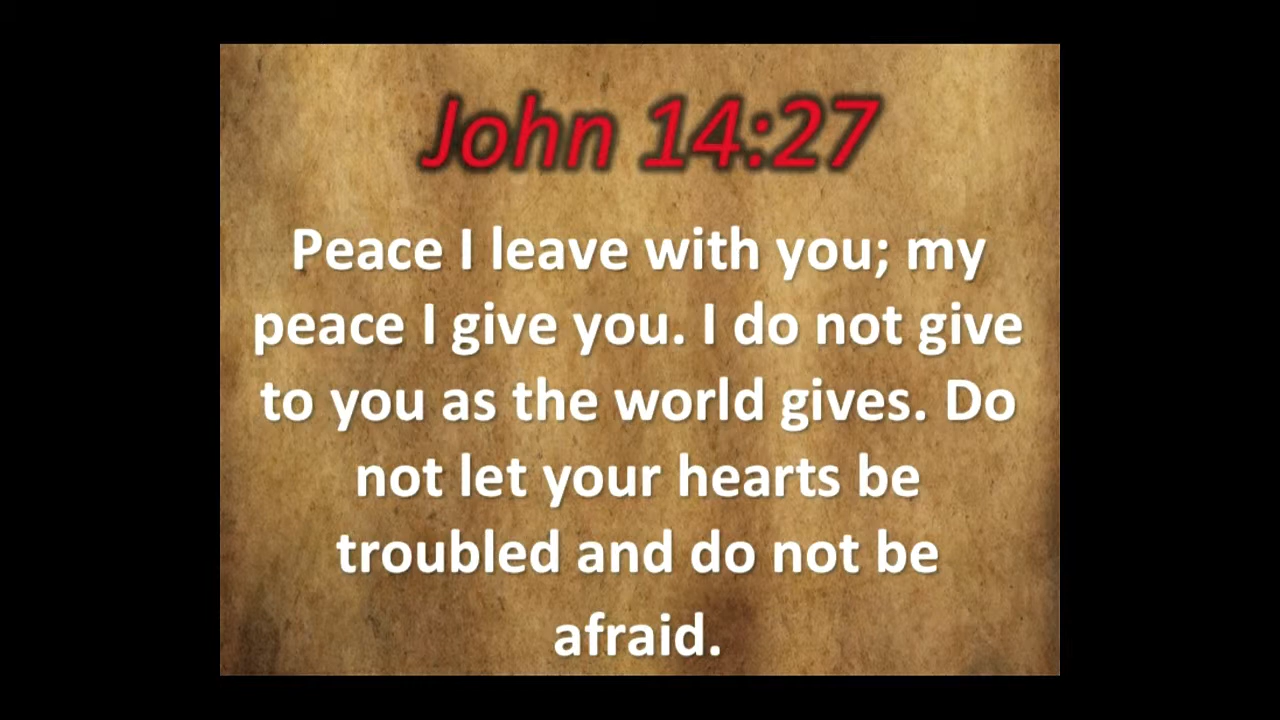 John 14:27
Peace I leave with you; my
peace I give you. I do not give
to you as the world gives. Do
not let your hearts be
troubled and do not be
afraid.